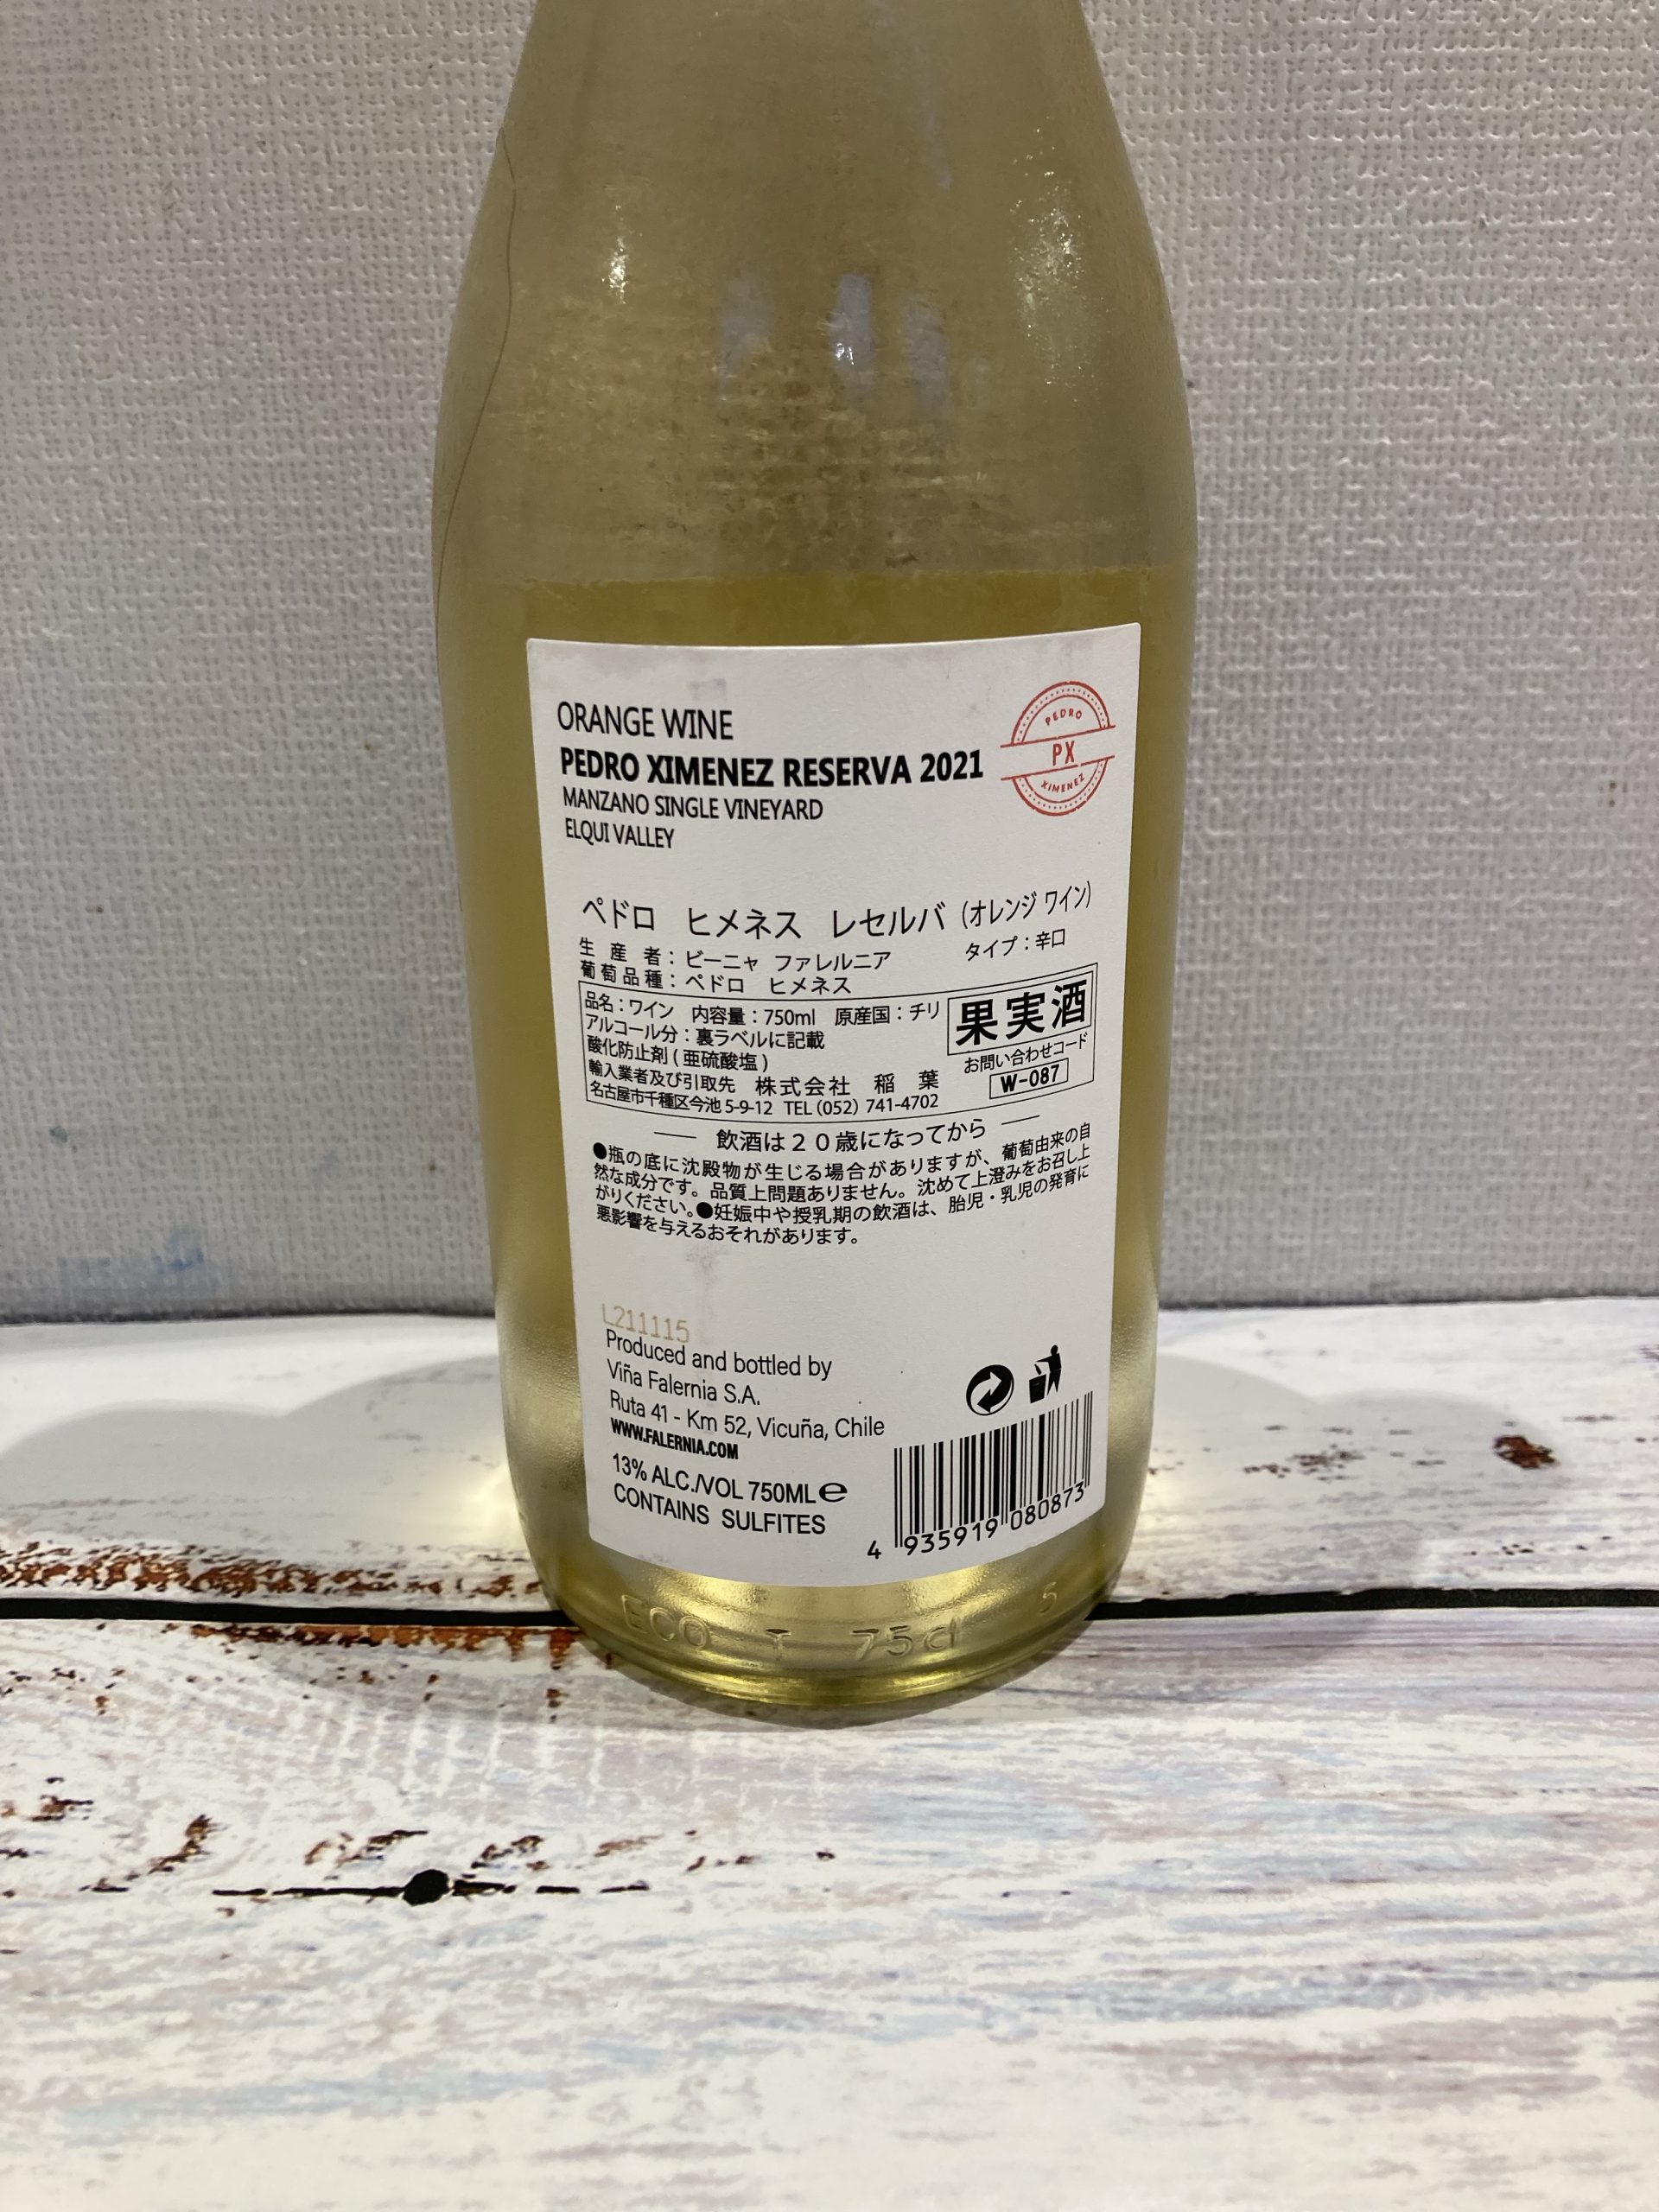 ORANGE WINE
PEDRO XIMENEZ RESERVA 2021
MANZANO SINGLE VINEYARD
ELQUI VALLEY
PEDRO
PX
XIMENEZ
ペドロ ヒメネス レセルバ (オレンジ ワイン)
生産者：ビーニャ ファレルニア タイプ：辛口
葡萄品種：ペドロ ヒメネス
品名：ワイン 内容量：750ml 原産国：チリ
アルコール分：裏ラベルに記載
酸化防止剤 (亜硫酸塩)
輸入業者及び引取先 株式会社 稲葉
名古屋市千種区今池 5-9-12 TEL (052) 741-4702
果実酒
お問い合わせコード
W-087
飲酒は２０歳になってから
●瓶の底に沈殿物が生じる場合がありますが、葡萄由来の自
然な成分です。品質上問題ありません。沈めて上澄みをお召し上
がりください。●妊娠中や授乳期の飲酒は、胎児・乳児の発育に
悪影響を与えるおそれがあります。
L211115
Produced and bottled by
Viña Falernia S.A.
Ruta 41 - Km 52, Vicuña, Chile
WWW.FALERNIA.COM
13% ALC./VOL 750ML e
CONTAINS SULFITES
4 935919 080873
ECO T 75cl 5